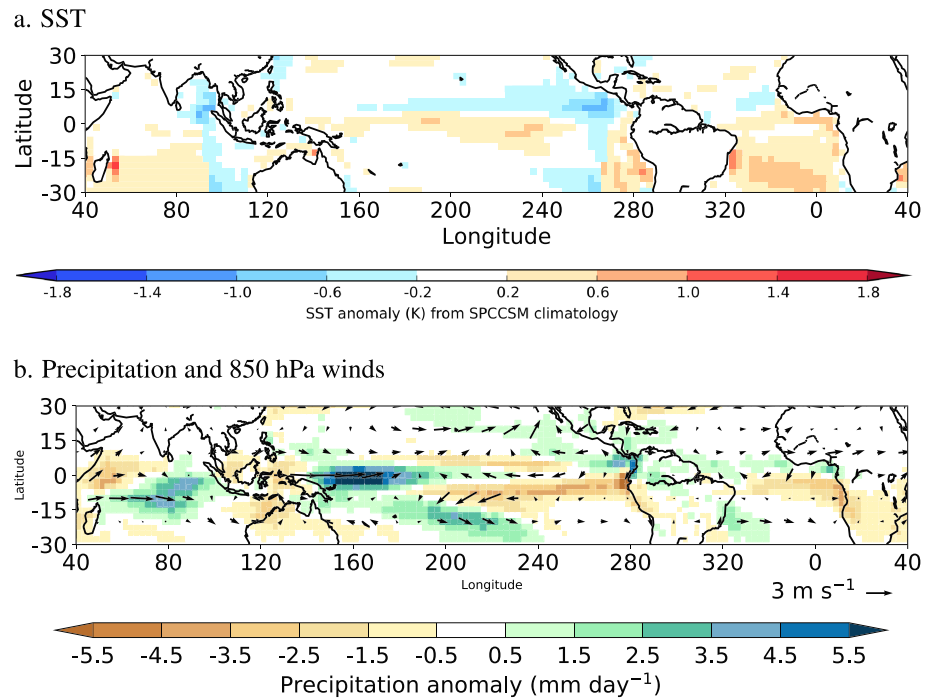 a. SST
30
15
0
-15
-30
Latitude
40 80 120 160 200 240 280 320 0 40
Longitude
-1.8 -1.4 -1.0 -0.6 -0.2 0.2 0.6 1.0 1.4 1.8
SST anomaly (K) from SPCCSM climatology
b. Precipitation and 850 hPa winds
30
15
0
-15
-30
Latitude
40 80 120 160 200 240 280 320 0 40
Longitude
3 m s⁻¹
-5.5 -4.5 -3.5 -2.5 -1.5 -0.5 0.5 1.5 2.5 3.5 4.5 5.5
Precipitation anomaly (mm day⁻¹)